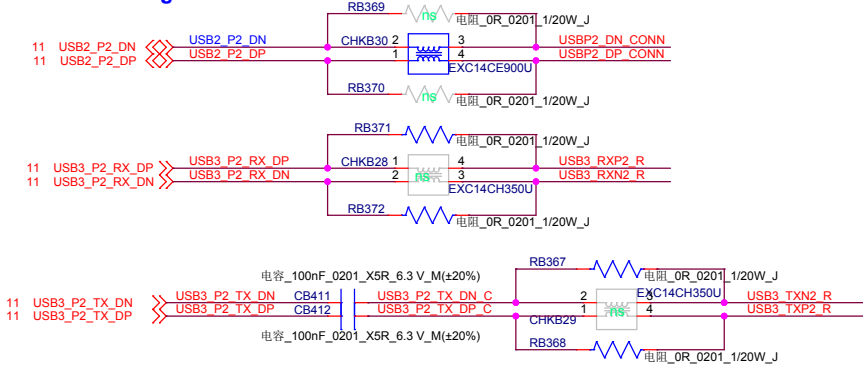 RB369
ns
电阻_0R_0201_1/20W_J
11 USB2_P2_DN USB2_P2_DN CHKB30 2 3 USBP2_DN_CONN
11 USB2_P2_DP USB2_P2_DP 1 4 USBP2_DP_CONN
EXC14CE900U
RB370
ns
电阻_0R_0201_1/20W_J
RB371
电阻_0R_0201_1/20W_J
11 USB3_P2_RX_DP USB3_P2_RX_DP CHKB28 1 4 USB3_RXP2_R
11 USB3_P2_RX_DN USB3_P2_RX_DN 2 ns 3 USB3_RXN2_R
EXC14CH350U
RB372
电阻_0R_0201_1/20W_J
RB367
电容_100nF_0201_X5R_6.3 V_M(±20%) 电阻_0R_0201_1/20W_J
11 USB3_P2_TX_DN USB3_P2_TX_DN CB411 USB3_P2_TX_DN_C 2 EXC14CH350U 3 USB3_TXN2_R
11 USB3_P2_TX_DP USB3_P2_TX_DP CB412 USB3_P2_TX_DP_C 1 ns 4 USB3_TXP2_R
CHKB29
电容_100nF_0201_X5R_6.3 V_M(±20%)
RB368
电阻_0R_0201_1/20W_J